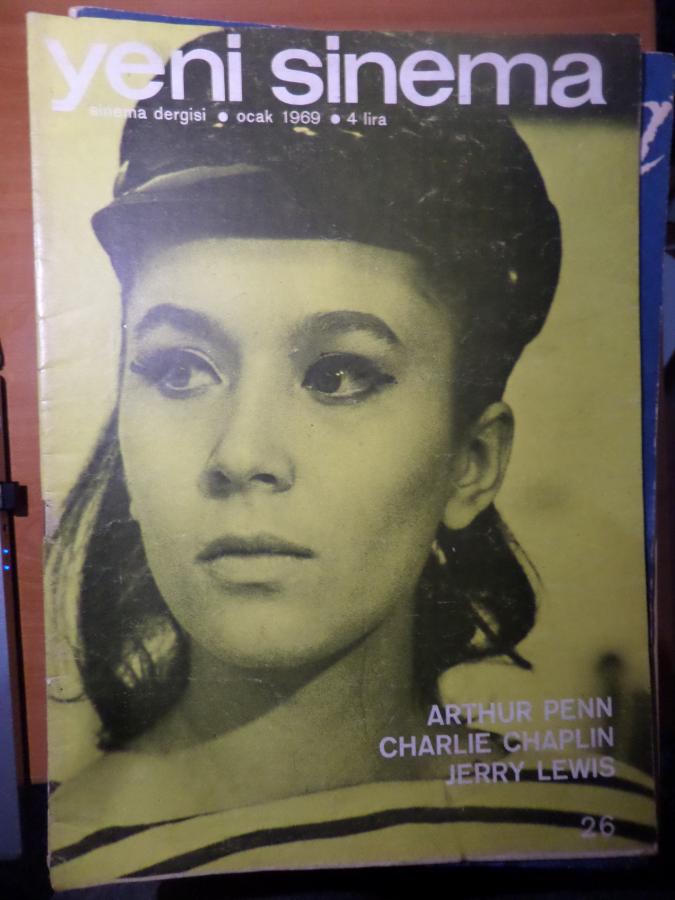 yeni sinema
sinema dergisi ● ocak 1969 ● 4 lira
ARTHUR PENN
CHARLIE CHAPLIN
JERRY LEWIS
26